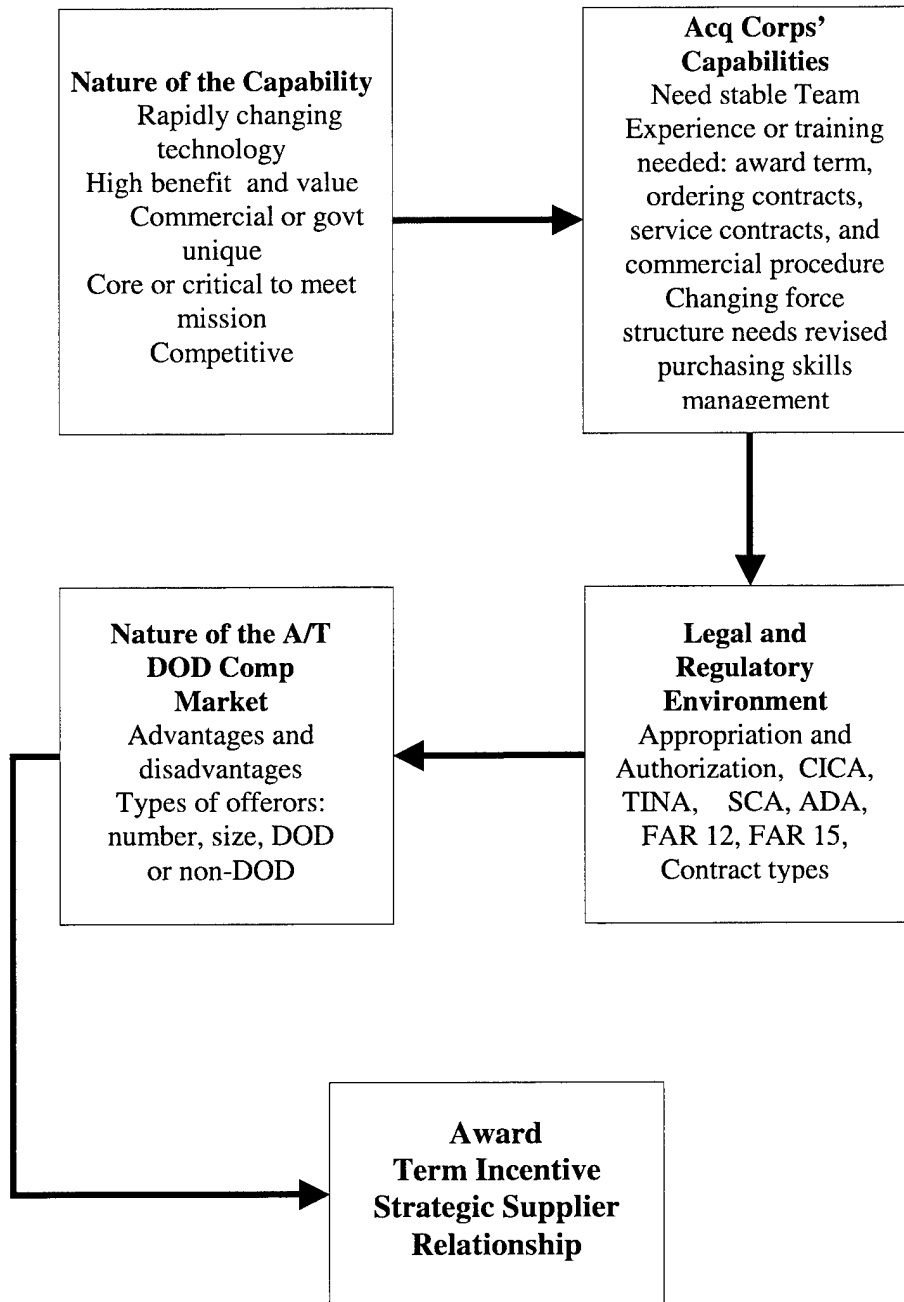 Nature of the Capability
Rapidly changing
technology
High benefit and value
Commercial or govt
unique
Core or critical to meet
mission
Competitive
Acq Corps'
Capabilities
Need stable Team
Experience or training
needed: award term,
ordering contracts,
service contracts, and
commercial procedure
Changing force
structure needs revised
purchasing skills
management
Legal and
Regulatory
Environment
Appropriation and
Authorization, CICA,
TINA, SCA, ADA,
FAR 12, FAR 15,
Contract types
Nature of the A/T
DOD Comp
Market
Advantages and
disadvantages
Types of offerors:
number, size, DOD
or non-DOD
Award
Term Incentive
Strategic Supplier
Relationship